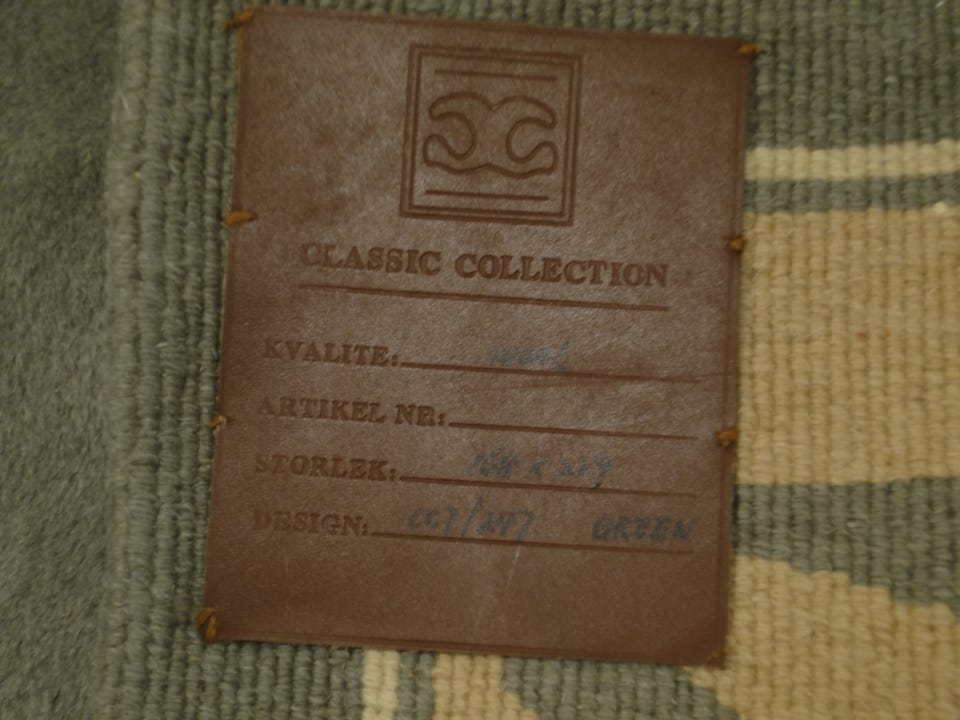 CLASSIC COLLECTION
KVALITE:
ARTIKEL NR:
STORLEK:
DESIGN: GREEN